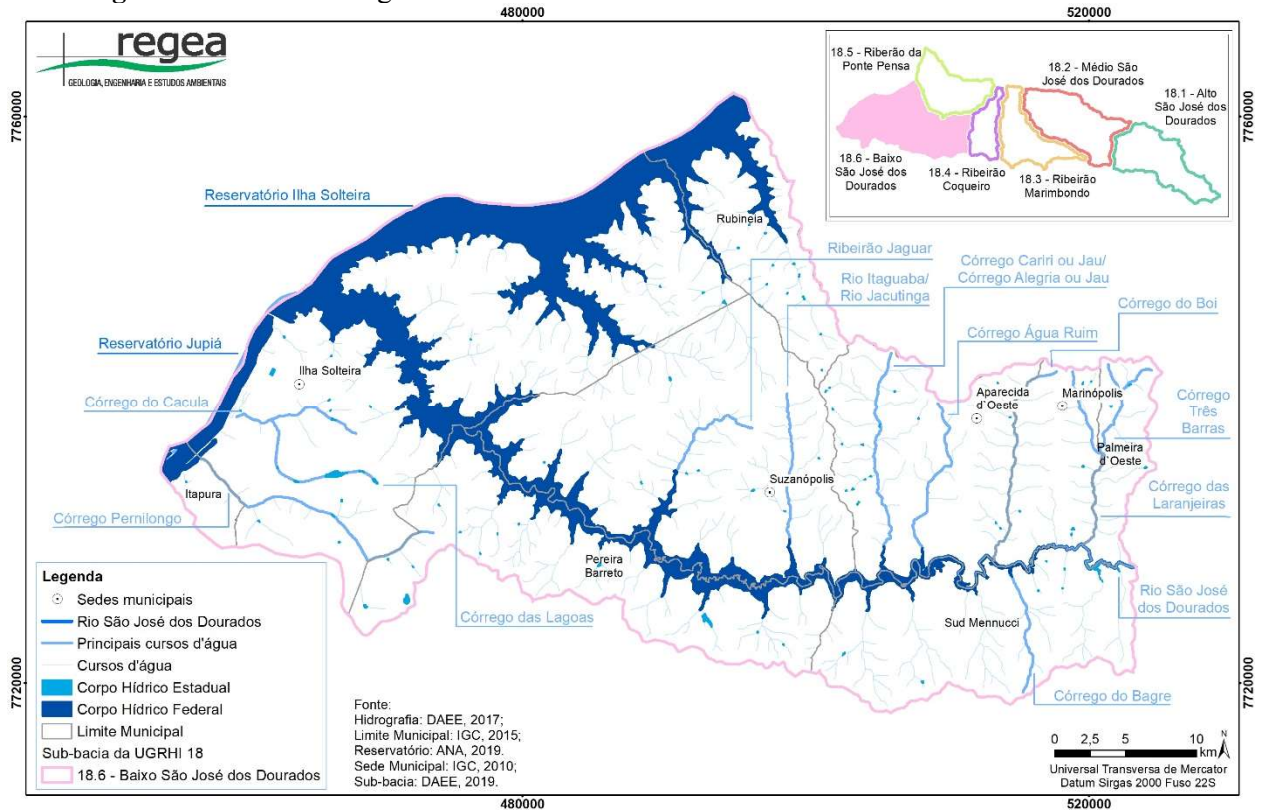 480000
520000
regea
GEOLOGIA, ENGENHARIA E ESTUDOS AMBIENTAIS
18.5 - Riberão da
Ponte Pensa
18.2 - Médio São
José dos Dourados
18.1 - Alto
São José dos
Dourados
18.6 - Baixo
São José dos
Dourados
18.4 - Ribeirão
Coqueiro
18.3 - Ribeirão
Marimbondo
7760000
7760000
Reservatório Ilha Solteira
Rubineia
Ribeirão Jaguar
Rio Itaguaba/
Rio Jacutinga
Córrego Cariri ou Jau/
Córrego Alegria ou Jau
Córrego do Boi
Córrego Água Ruim
Reservatório Jupiá
Ilha Solteira
Córrego do Cacula
Aparecida
d`Oeste
Marinópolis
Córrego
Três
Barras
Palmeira
d`Oeste
Suzanópolis
Itapura
Córrego Pernilongo
Córrego das
Laranjeiras
Pereira
Barreto
Córrego das Lagoas
Sud Mennucci
Rio São José
dos Dourados
Córrego do Bagre
7720000
7720000
Legenda
Sedes municipais
Rio São José dos Dourados
Principais cursos d'água
Cursos d'água
Corpo Hídrico Estadual
Corpo Hídrico Federal
Limite Municipal
Sub-bacia da UGRHI 18
18.6 - Baixo São José dos Dourados
Fonte:
Hidrografia: DAEE, 2017;
Limite Municipal: IGC, 2015;
Reservatório: ANA, 2019.
Sede Municipal: IGC, 2010;
Sub-bacia: DAEE, 2019.
0 2,5 5 10
km
N
Universal Transversa de Mercator
Datum Sirgas 2000 Fuso 22S
480000
520000